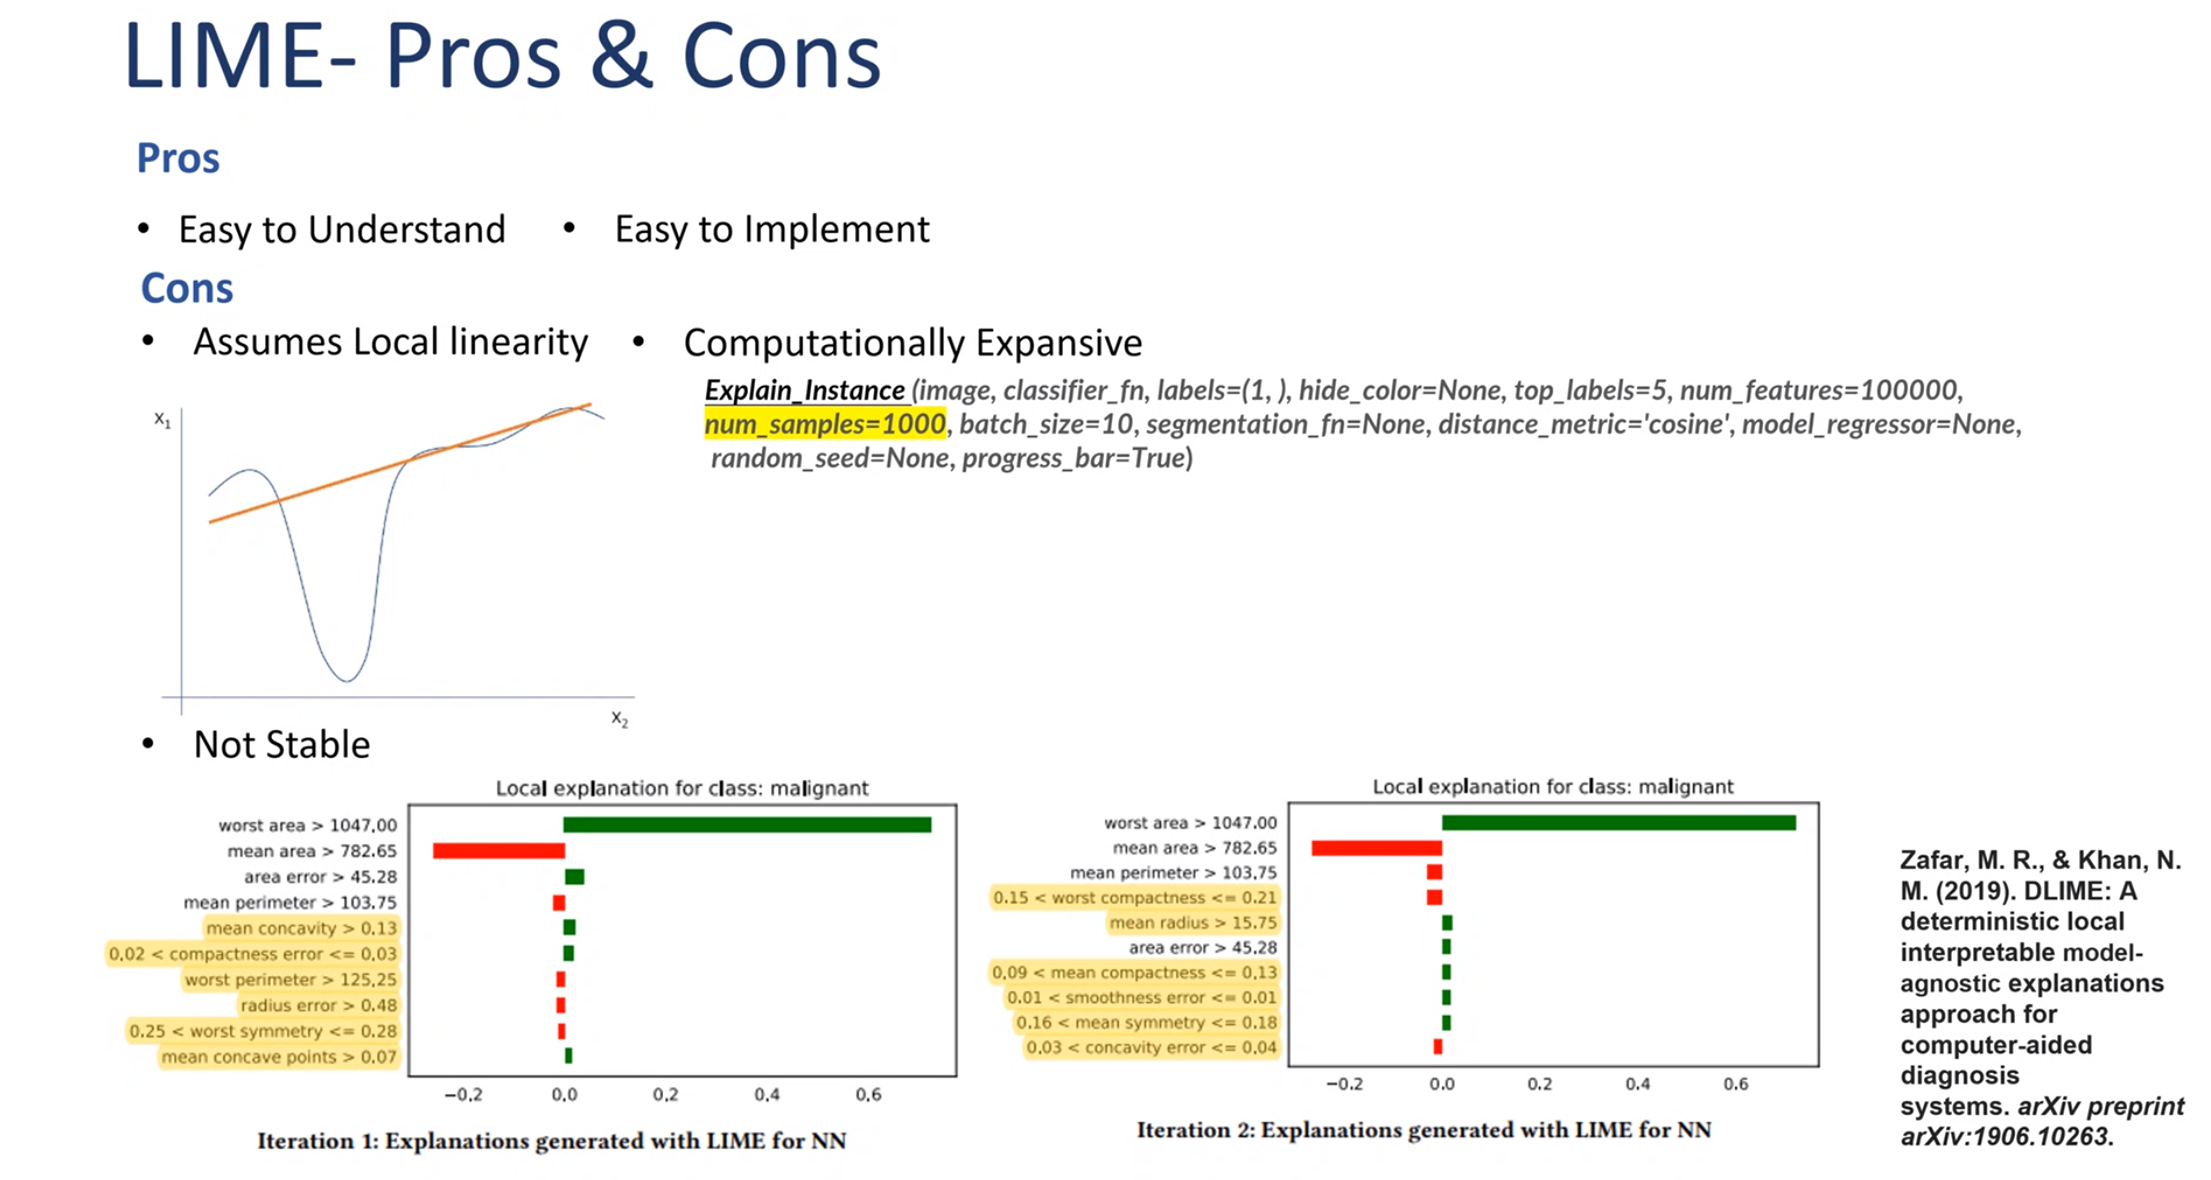 LIME- Pros & Cons
Pros
• Easy to Understand • Easy to Implement
Cons
• Assumes Local linearity • Computationally Expansive
Explain_Instance (image, classifier_fn, labels=(1, ), hide_color=None, top_labels=5, num_features=100000,
num_samples=1000, batch_size=10, segmentation_fn=None, distance_metric='cosine', model_regressor=None,
random_seed=None, progress_bar=True)
X1
X2
• Not Stable
Local explanation for class: malignant
worst area > 1047.00
mean area > 782.65
area error > 45.28
mean perimeter > 103.75
mean concavity > 0.13
0.02 < compactness error <= 0.03
worst perimeter > 125.25
radius error > 0.48
0.25 < worst symmetry <= 0.28
mean concave points > 0.07
−0.2 0.0 0.2 0.4 0.6
Iteration 1: Explanations generated with LIME for NN
Local explanation for class: malignant
worst area > 1047.00
mean area > 782.65
mean perimeter > 103.75
0.15 < worst compactness <= 0.21
mean radius > 15.75
area error > 45.28
0.09 < mean compactness <= 0.13
0.01 < smoothness error <= 0.01
0.16 < mean symmetry <= 0.18
0.03 < concavity error <= 0.04
−0.2 0.0 0.2 0.4 0.6
Iteration 2: Explanations generated with LIME for NN
Zafar, M. R., & Khan, N.
M. (2019). DLIME: A
deterministic local
interpretable model-
agnostic explanations
approach for
computer-aided
diagnosis
systems. arXiv preprint
arXiv:1906.10263.